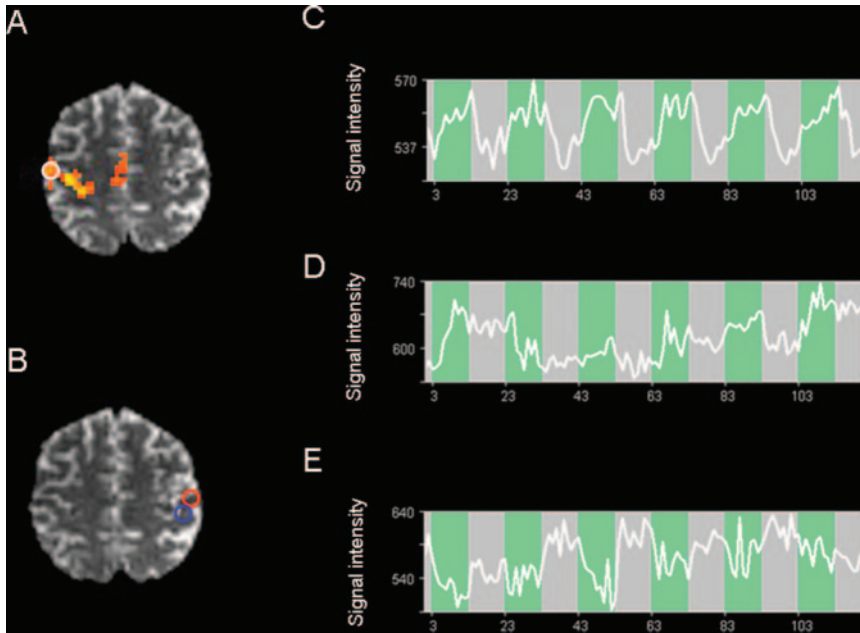 A
B
C
Signal intensity
570
537
3 23 43 63 83 103
D
Signal intensity
740
600
3 23 43 63 83 103
E
Signal intensity
640
540
3 23 43 63 83 103